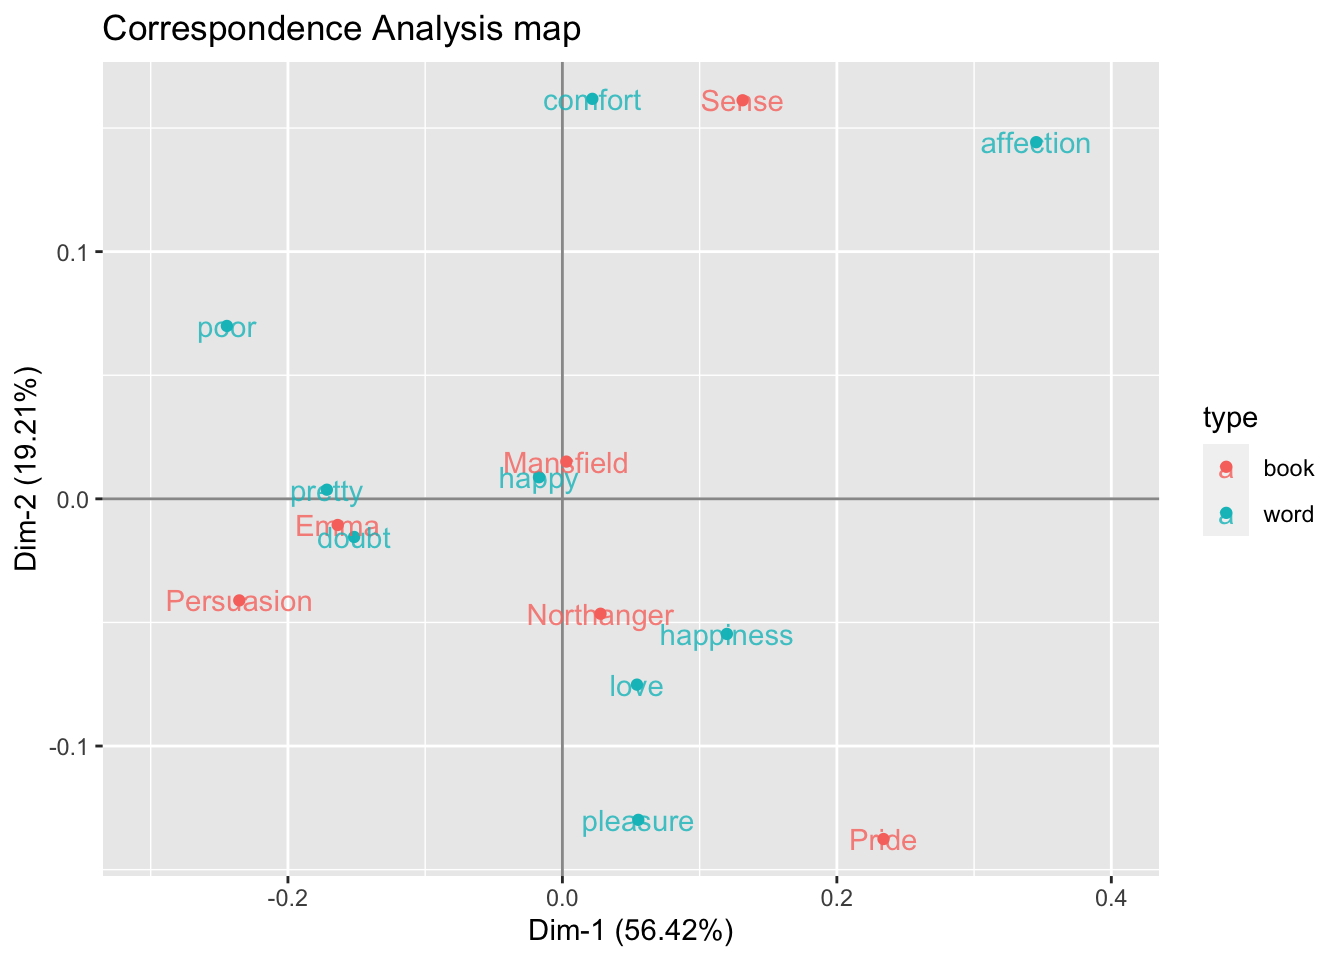 Correspondence Analysis map
comfort
Sense
affection
0.1
poor
Dim-2 (19.21%)
Mansfield
happy
0.0
pretty
Emma
doubt
Persuasion
Northanger
happiness
love
-0.1
pleasure
Pride
-0.2
0.0
0.2
0.4
Dim-1 (56.42%)
type
a book
a word